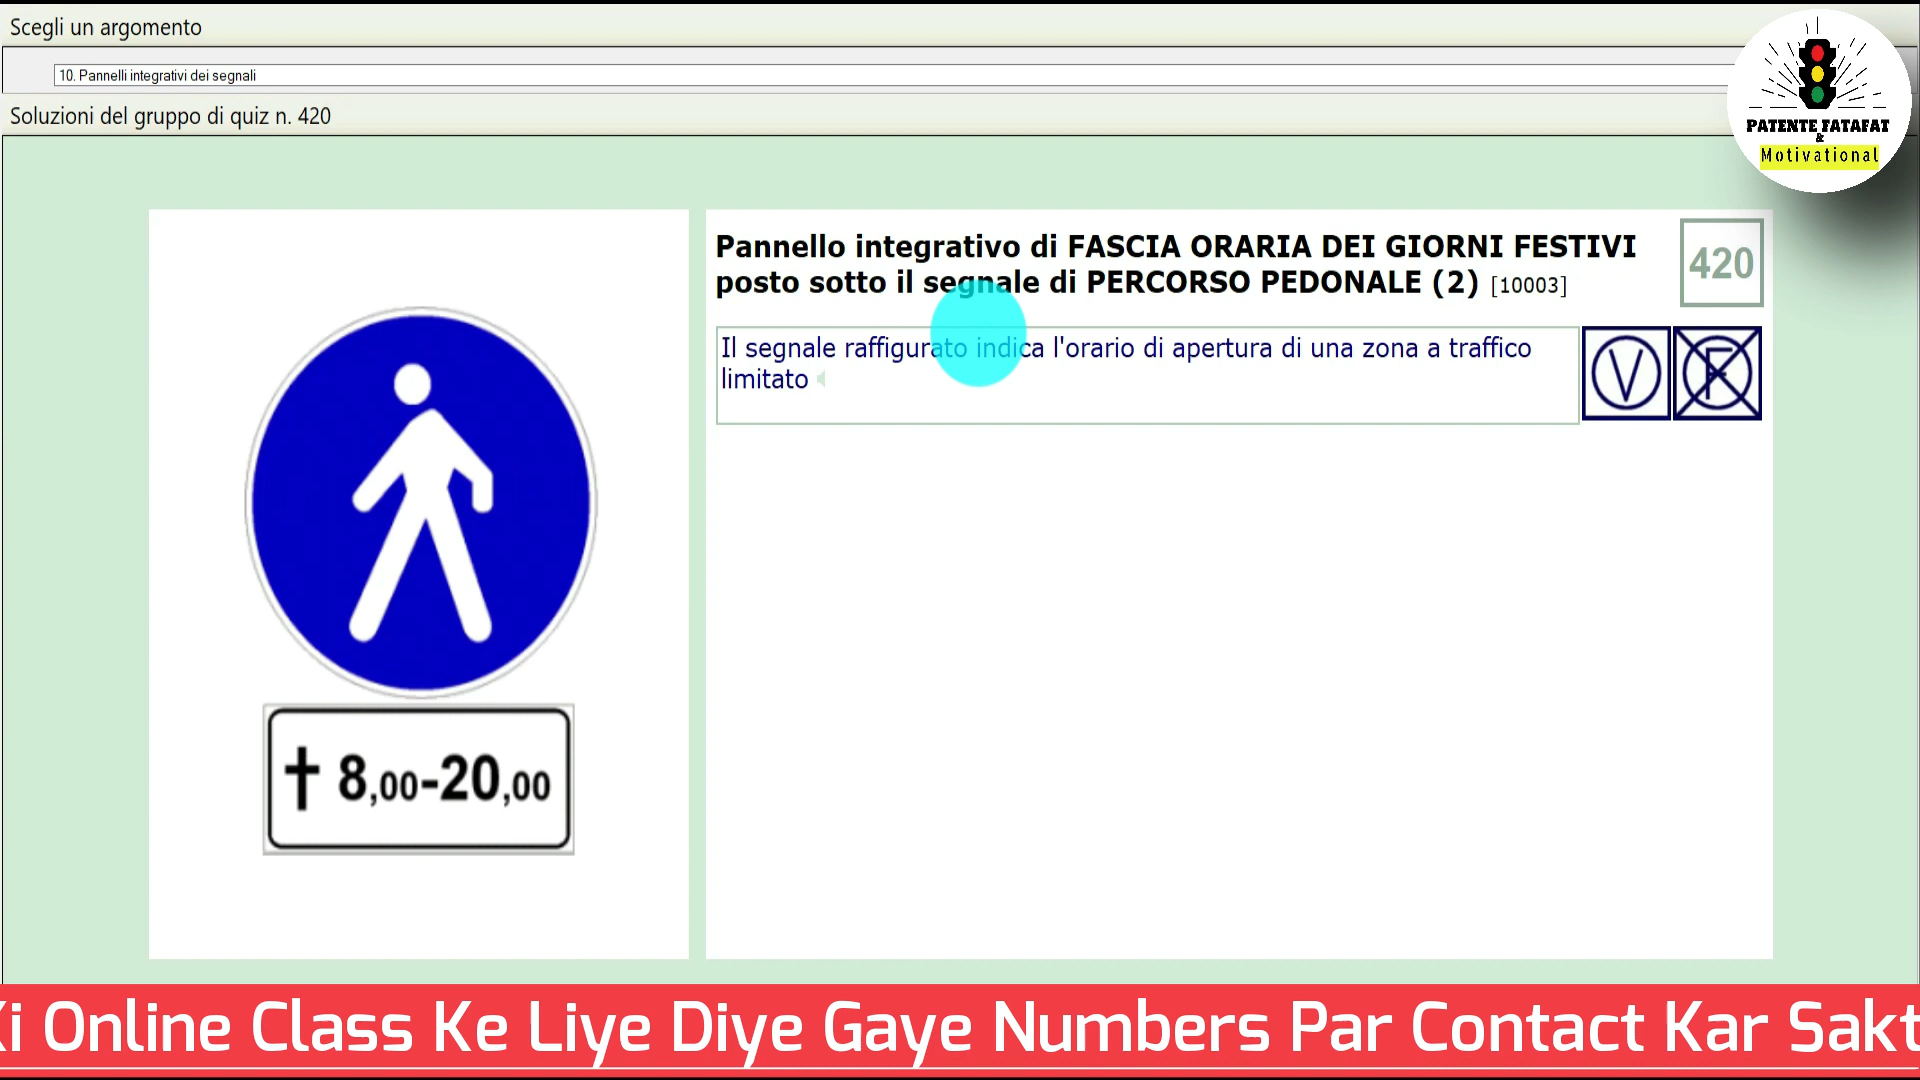 Scegli un argomento
10. Pannelli integrativi dei segnali
Soluzioni del gruppo di quiz n. 420
PATENTE FATAFAT
&
Motivational
Pannello integrativo di FASCIA ORARIA DEI GIORNI FESTIVI
posto sotto il segnale di PERCORSO PEDONALE (2) [10003]
420
Il segnale raffigurato indica l'orario di apertura di una zona a traffico
limitato
V F
8,00-20,00
Ki Online Class Ke Liye Diye Gaye Numbers Par Contact Kar Sakt